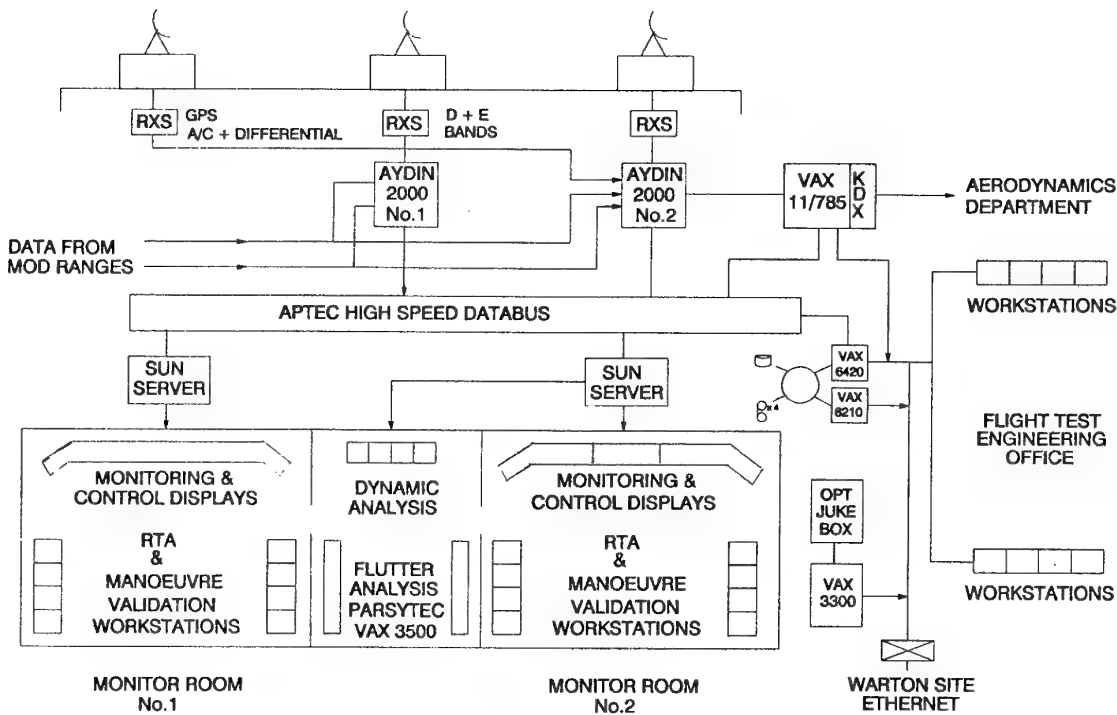 RXS
GPS
A/C + DIFFERENTIAL
RXS
D + E
BANDS
RXS
AYDIN
2000
No.1
AYDIN
2000
No.2
VAX
11/785
KDX
AERODYNAMICS
DEPARTMENT
DATA FROM
MOD RANGES
WORKSTATIONS
APTEC HIGH SPEED DATABUS
SUN
SERVER
SUN
SERVER
VAX
6420
x4
VAX
6210
FLIGHT TEST
ENGINEERING
OFFICE
MONITORING &
CONTROL DISPLAYS
DYNAMIC
ANALYSIS
MONITORING &
CONTROL DISPLAYS
OPT
JUKE
BOX
RTA
&
MANOEUVRE
VALIDATION
WORKSTATIONS
FLUTTER
ANALYSIS
PARSYTEC
VAX 3500
RTA
&
MANOEUVRE
VALIDATION
WORKSTATIONS
VAX
3300
WORKSTATIONS
MONITOR ROOM
No.1
MONITOR ROOM
No.2
WARTON SITE
ETHERNET